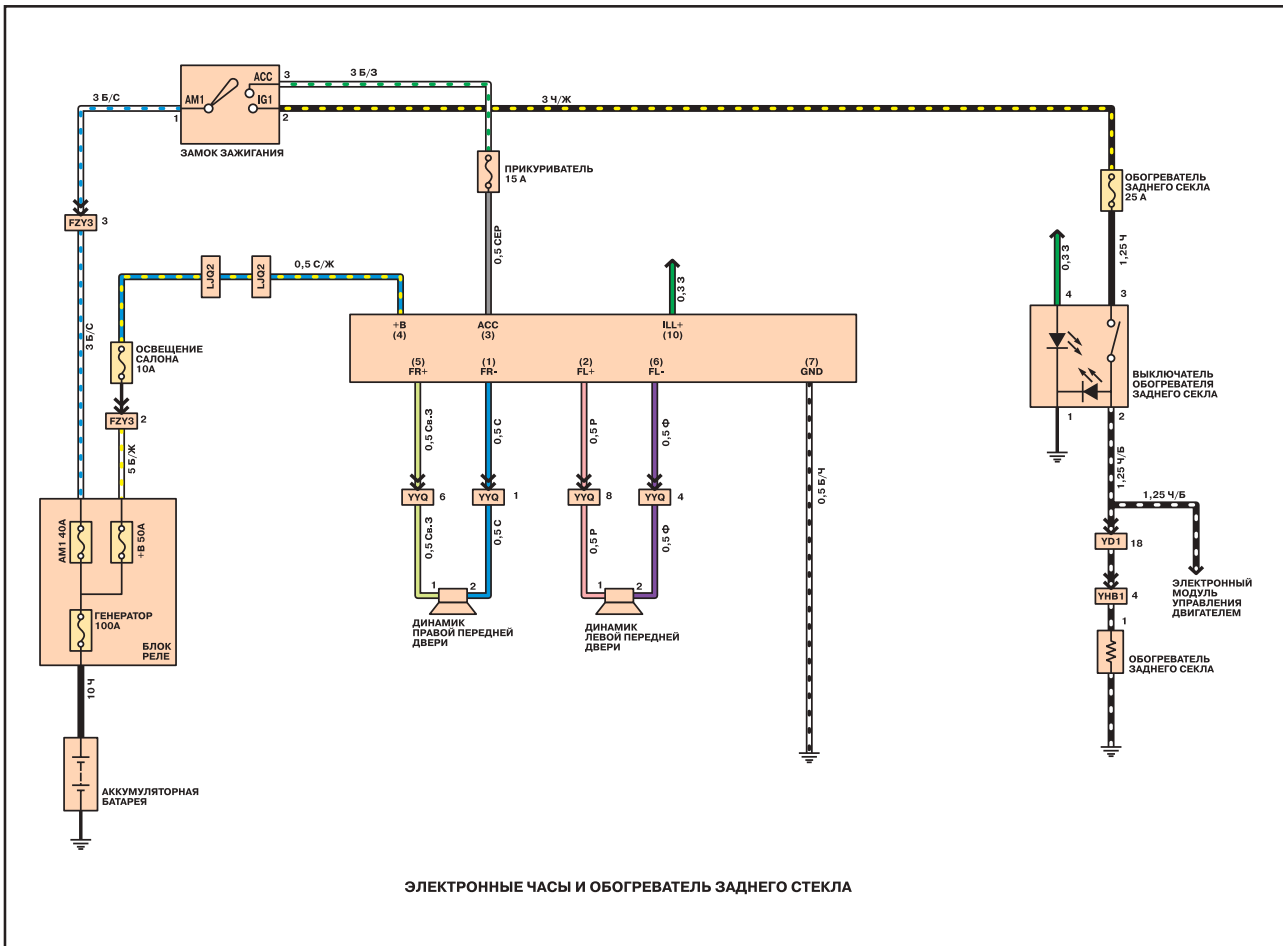 3 Б/С
AM1
ACC
IG1
1
3
2
ЗАМОК ЗАЖИГАНИЯ
3 Б/З
3 Ч/Ж
ПРИКУРИВАТЕЛЬ
15 А
ОБОГРЕВАТЕЛЬ
ЗАДНЕГО СЕКЛА
25 А
FZY3
3
0,5 СЕР
1,25 Ч
LJQ2
LJQ2
0,5 С/Ж
0,3 З
0,3 З
4
3
3 Б/С
ОСВЕЩЕНИЕ
САЛОНА
10А
+B
(4)
ACC
(3)
ILL+
(10)
(5)
FR+
(1)
FR-
(2)
FL+
(6)
FL-
(7)
GND
ВЫКЛЮЧАТЕЛЬ
ОБОГРЕВАТЕЛЯ
ЗАДНЕГО СЕКЛА
1
2
FZY3
2
5 Б/Ж
0,5 Св.З
0,5 С
0,5 Р
0,5 Ф
0,5 Б/Ч
1,25 Ч/Б
1,25 Ч/Б
YYQ
6
YYQ
1
YYQ
8
YYQ
4
AM1 40A
+B 50A
0,5 Св.З
0,5 С
0,5 Р
0,5 Ф
YD1
18
ЭЛЕКТРОННЫЙ
МОДУЛЬ
УПРАВЛЕНИЯ
ДВИГАТЕЛЕМ
YHB1
4
1
2
1
2
1
ГЕНЕРАТОР
100А
БЛОК
РЕЛЕ
ДИНАМИК
ПРАВОЙ ПЕРЕДНЕЙ
ДВЕРИ
ДИНАМИК
ЛЕВОЙ ПЕРЕДНЕЙ
ДВЕРИ
ОБОГРЕВАТЕЛЬ
ЗАДНЕГО СЕКЛА
10 Ч
АККУМУЛЯТОРНАЯ
БАТАРЕЯ
ЭЛЕКТРОННЫЕ ЧАСЫ И ОБОГРЕВАТЕЛЬ ЗАДНЕГО СТЕКЛА